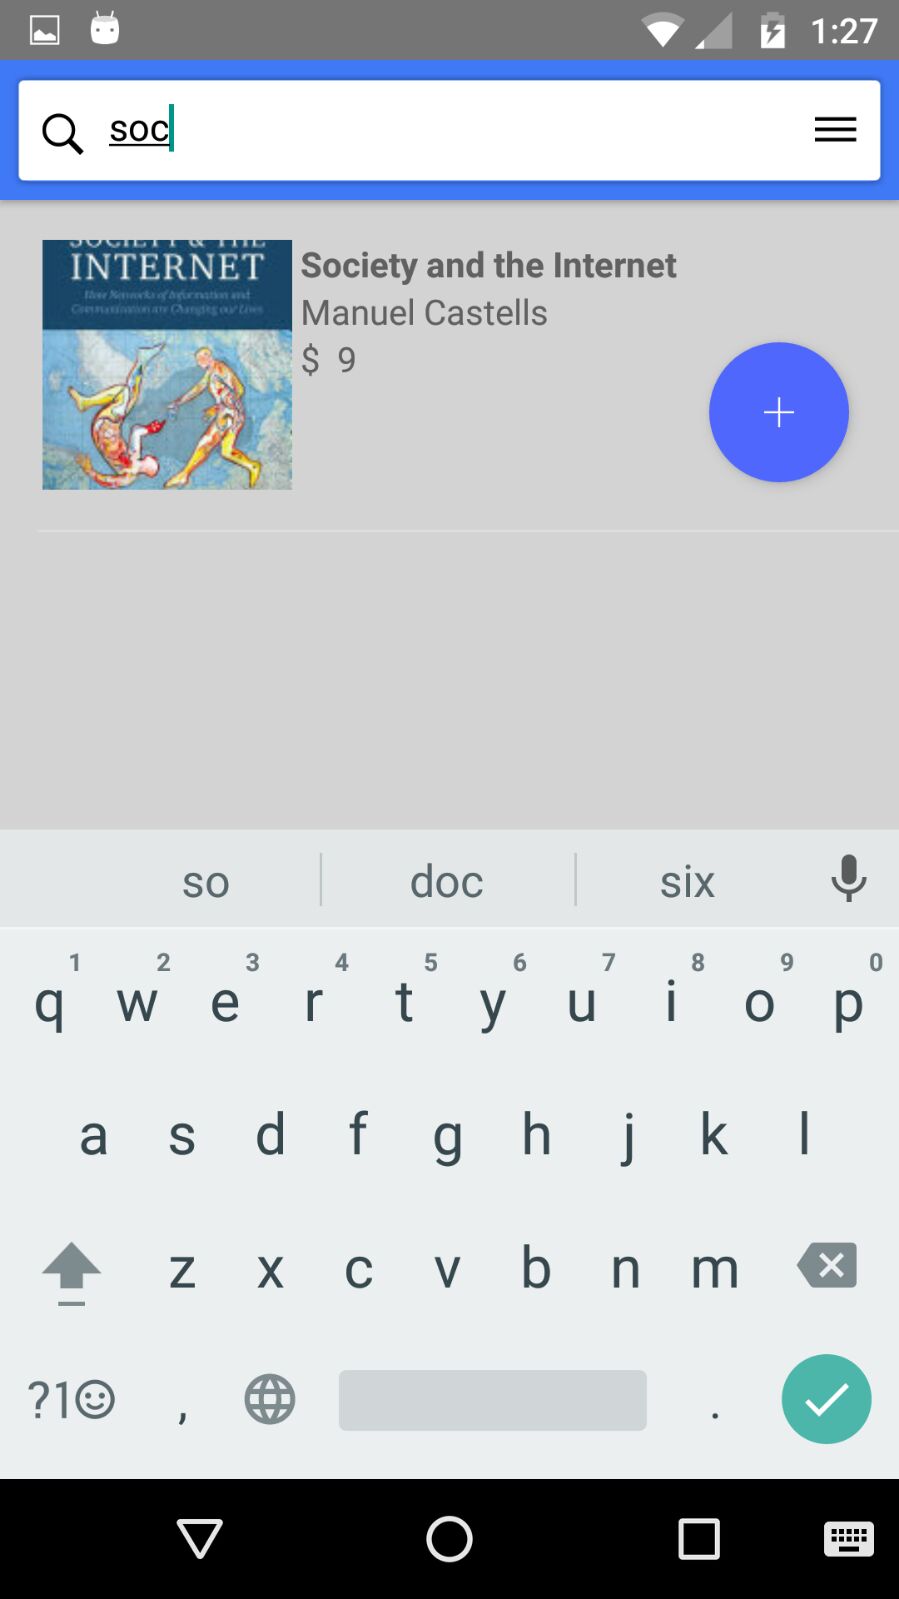 1:27
soc
SOCIETY & THE
INTERNET
How Networks of Information and
Communication are Changing our Lives
Society and the Internet
Manuel Castells
$ 9
so doc six
1 2 3 4 5 6 7 8 9 0
q w e r t y u i o p
a s d f g h j k l
z x c v b n m
?1☺ , .